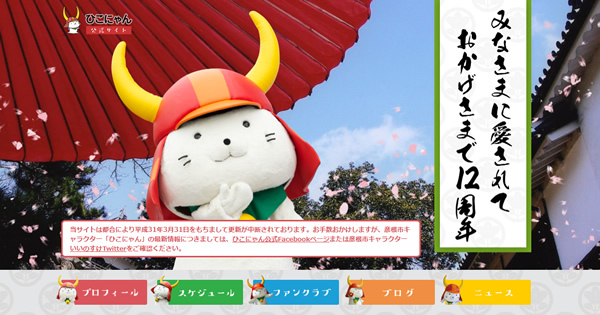 ひこにゃん
公式サイト
みなさまに愛されて
おかげさまで12周年
当サイトは都合により平成31年3月31日をもちまして更新が中断されております。お手数おかけしますが、彦根市キ
ャラクター「ひこにゃん」の最新情報につきましては、ひこにゃん公式Facebookページまたは彦根市キャラクター
いいのすけTwitterをご確認ください。
プロフィール
スケジュール
ファンクラブ
ブログ
ニュース